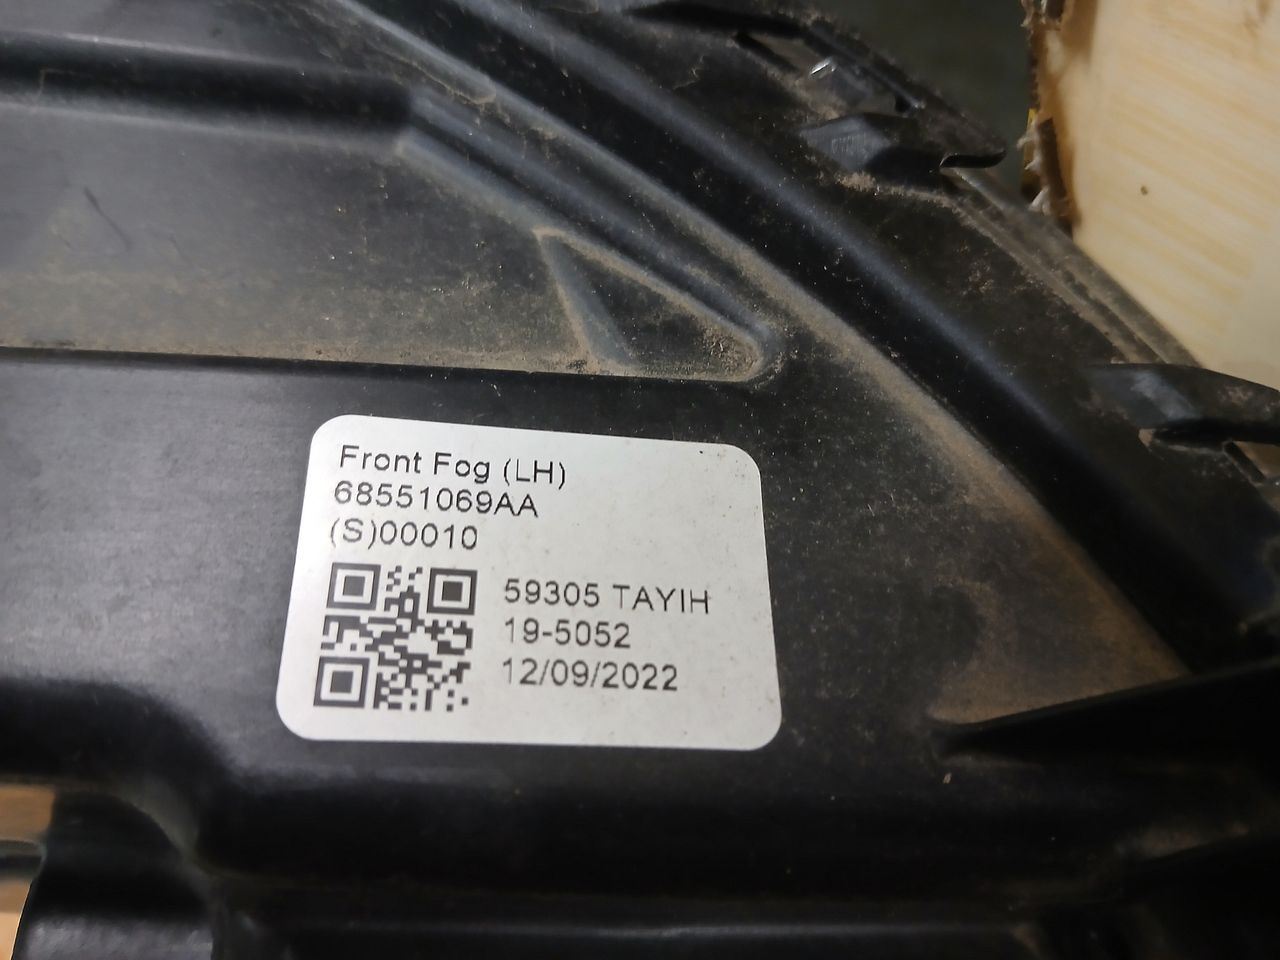 Front Fog (LH)
68551069AA
(S)00010
59305 TAYIH
19-5052
12/09/2022